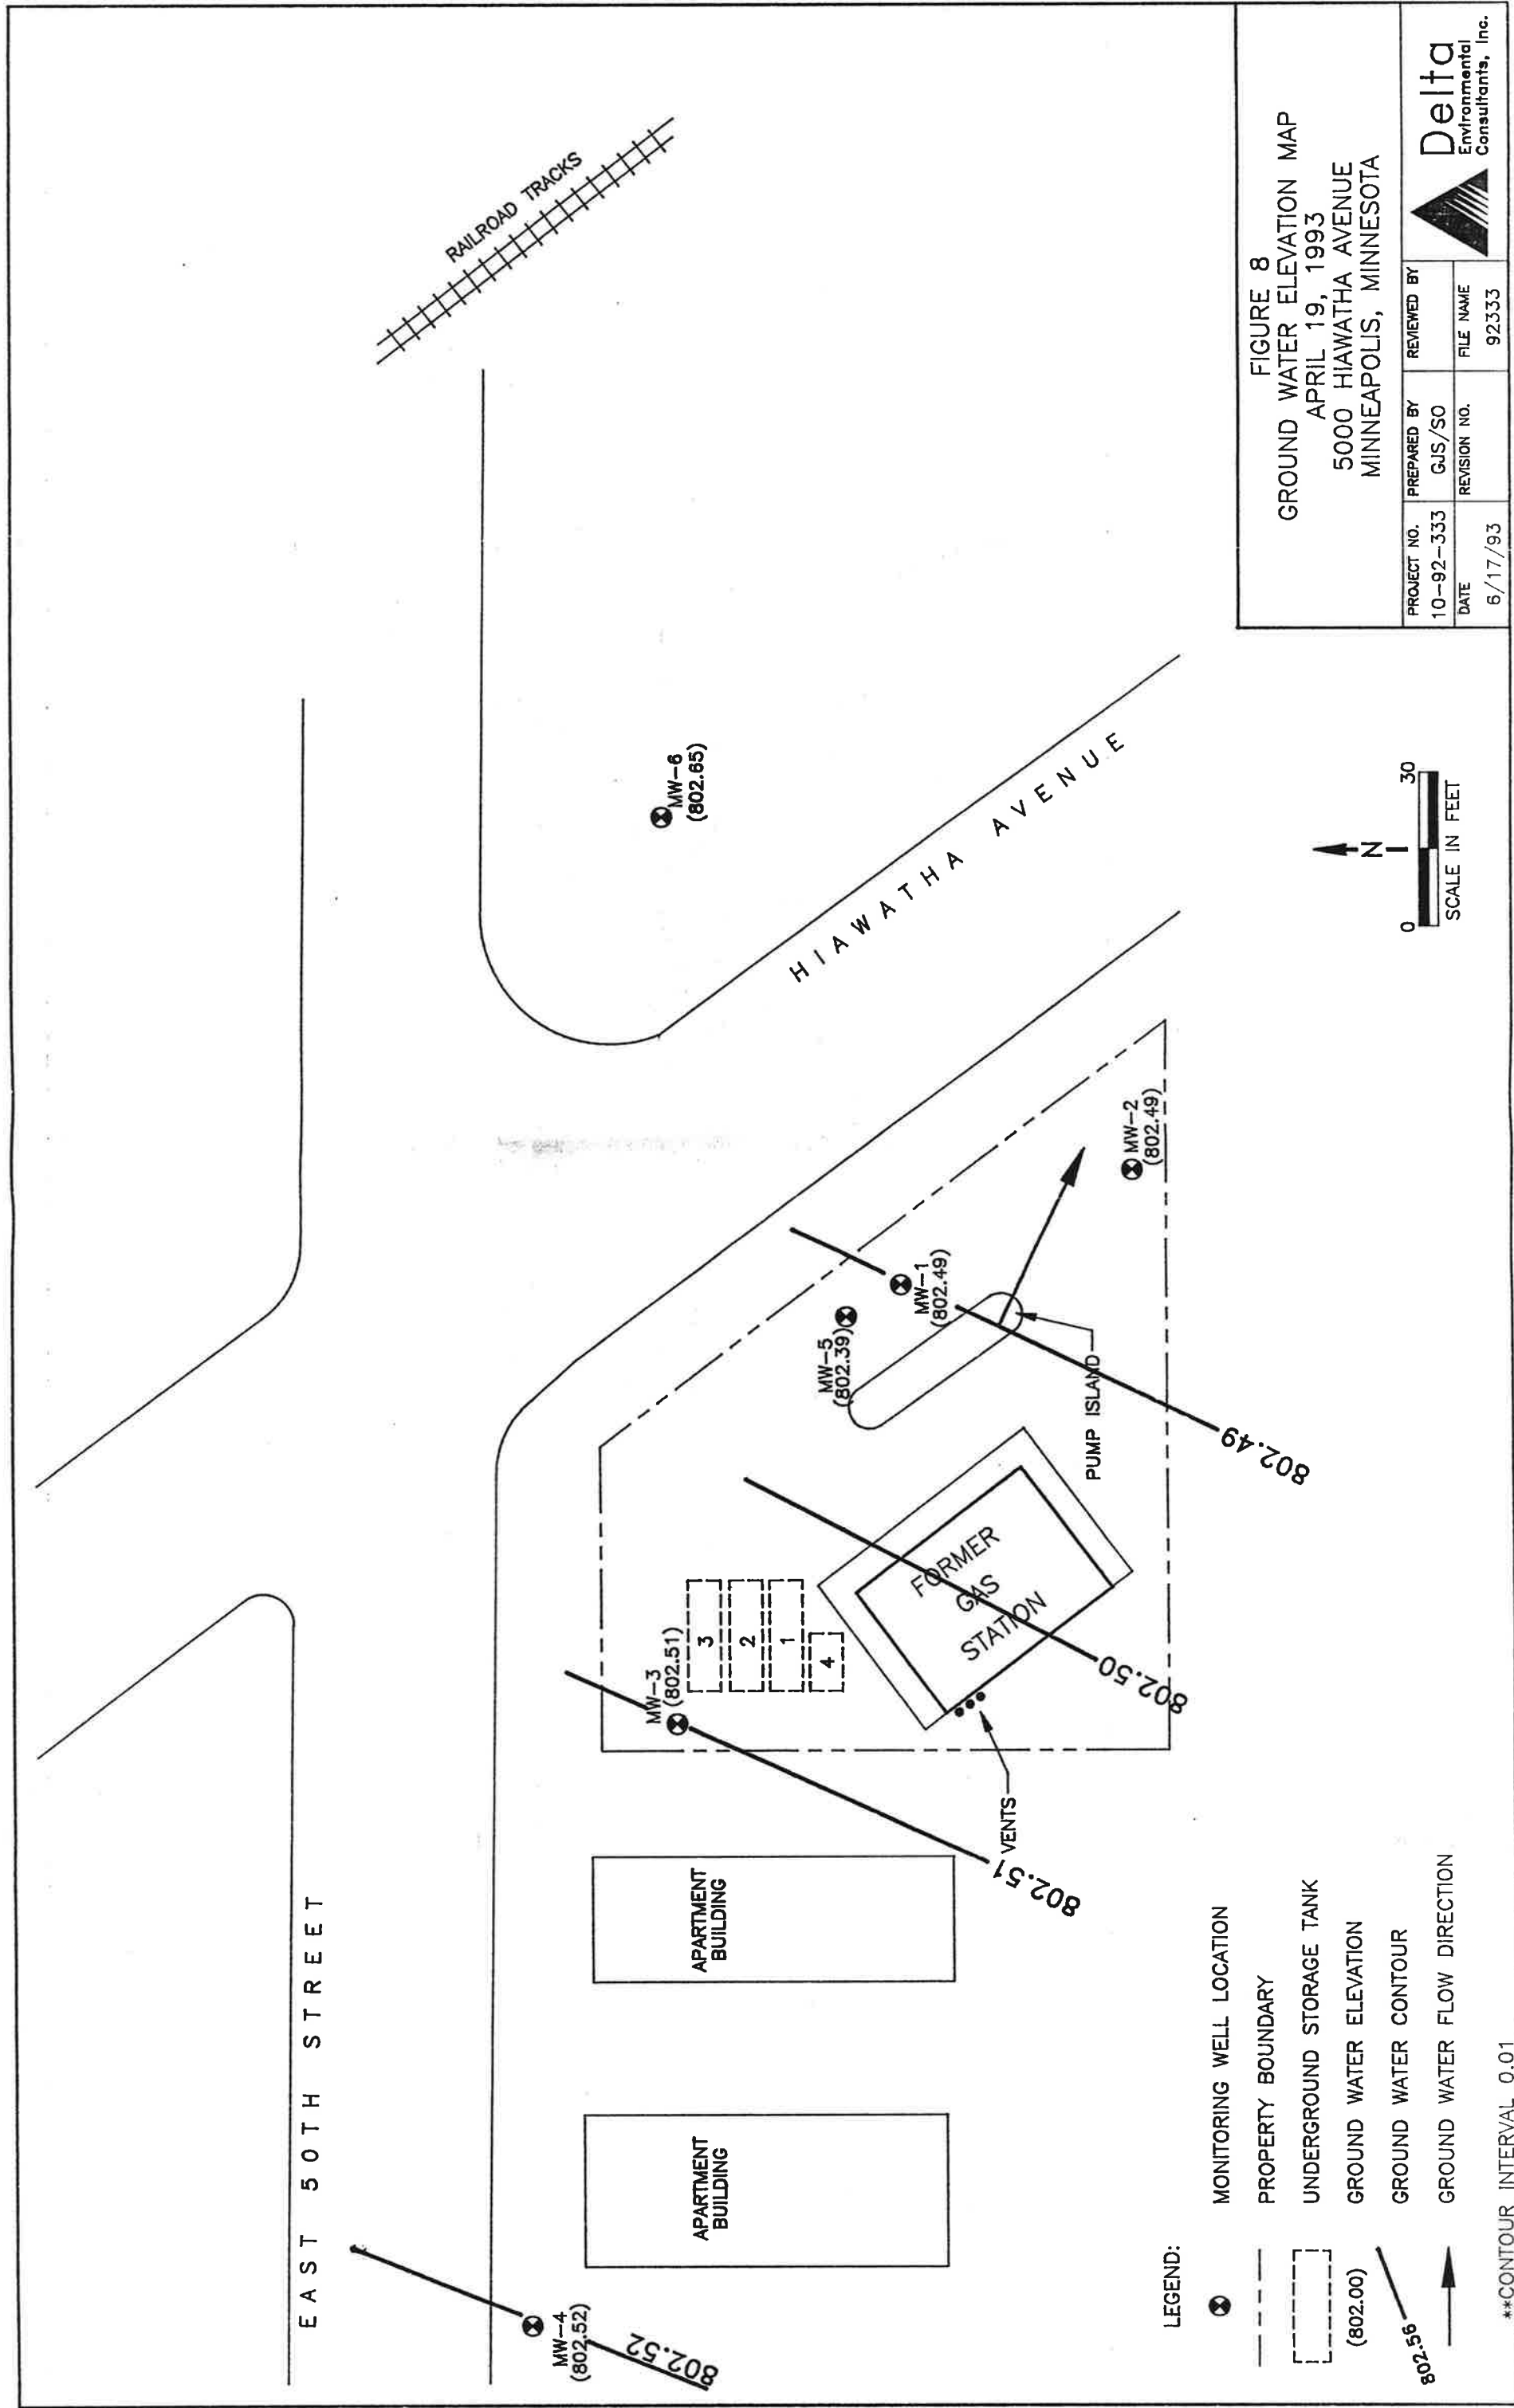 EAST 50TH STREET
RAILROAD TRACKS
MW-4
(802.52)
802.52
APARTMENT
BUILDING
APARTMENT
BUILDING
MW-3
(802.51)
802.51
3
2
1
4
VENTS
FORMER
GAS
STATION
802.50
MW-5
(802.39)
MW-1
(802.49)
PUMP ISLAND
802.49
MW-2
(802.49)
MW-6
(802.65)
HIAWATHA AVENUE
LEGEND:
MONITORING WELL LOCATION
PROPERTY BOUNDARY
UNDERGROUND STORAGE TANK
(802.00) GROUND WATER ELEVATION
802.56 GROUND WATER CONTOUR
GROUND WATER FLOW DIRECTION
**CONTOUR INTERVAL 0.01
N
0 30
SCALE IN FEET
FIGURE 8
GROUND WATER ELEVATION MAP
APRIL 19, 1993
5000 HIAWATHA AVENUE
MINNEAPOLIS, MINNESOTA
PROJECT NO.
10-92-333
PREPARED BY
GJS/SO
REVIEWED BY
DATE
6/17/93
REVISION NO.
FILE NAME
92333
Delta
Environmental
Consultants, Inc.